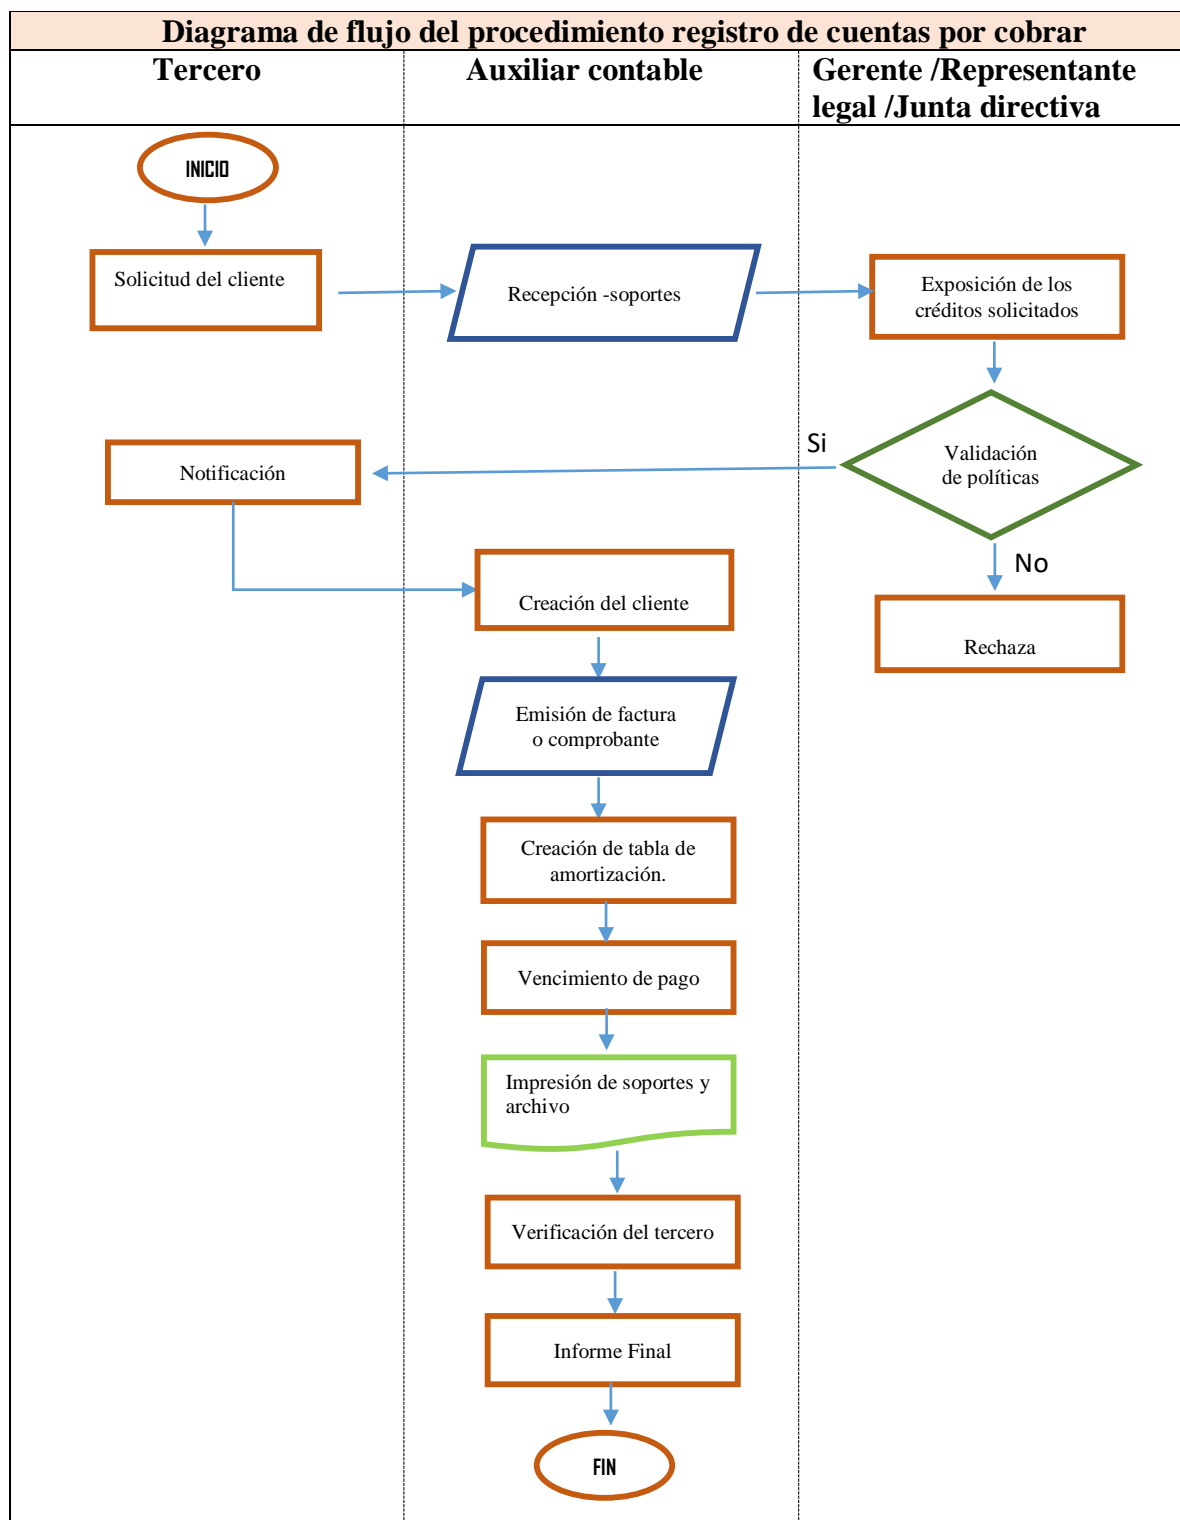 Diagrama de flujo del procedimiento registro de cuentas por cobrar
Tercero
Auxiliar contable
Gerente /Representante
legal /Junta directiva
INICIO
Solicitud del cliente
Recepción -soportes
Exposición de los
créditos solicitados
Validación
de políticas
Si
Notificación
No
Creación del cliente
Rechaza
Emisión de factura
o comprobante
Creación de tabla de
amortización.
Vencimiento de pago
Impresión de soportes y
archivo
Verificación del tercero
Informe Final
FIN